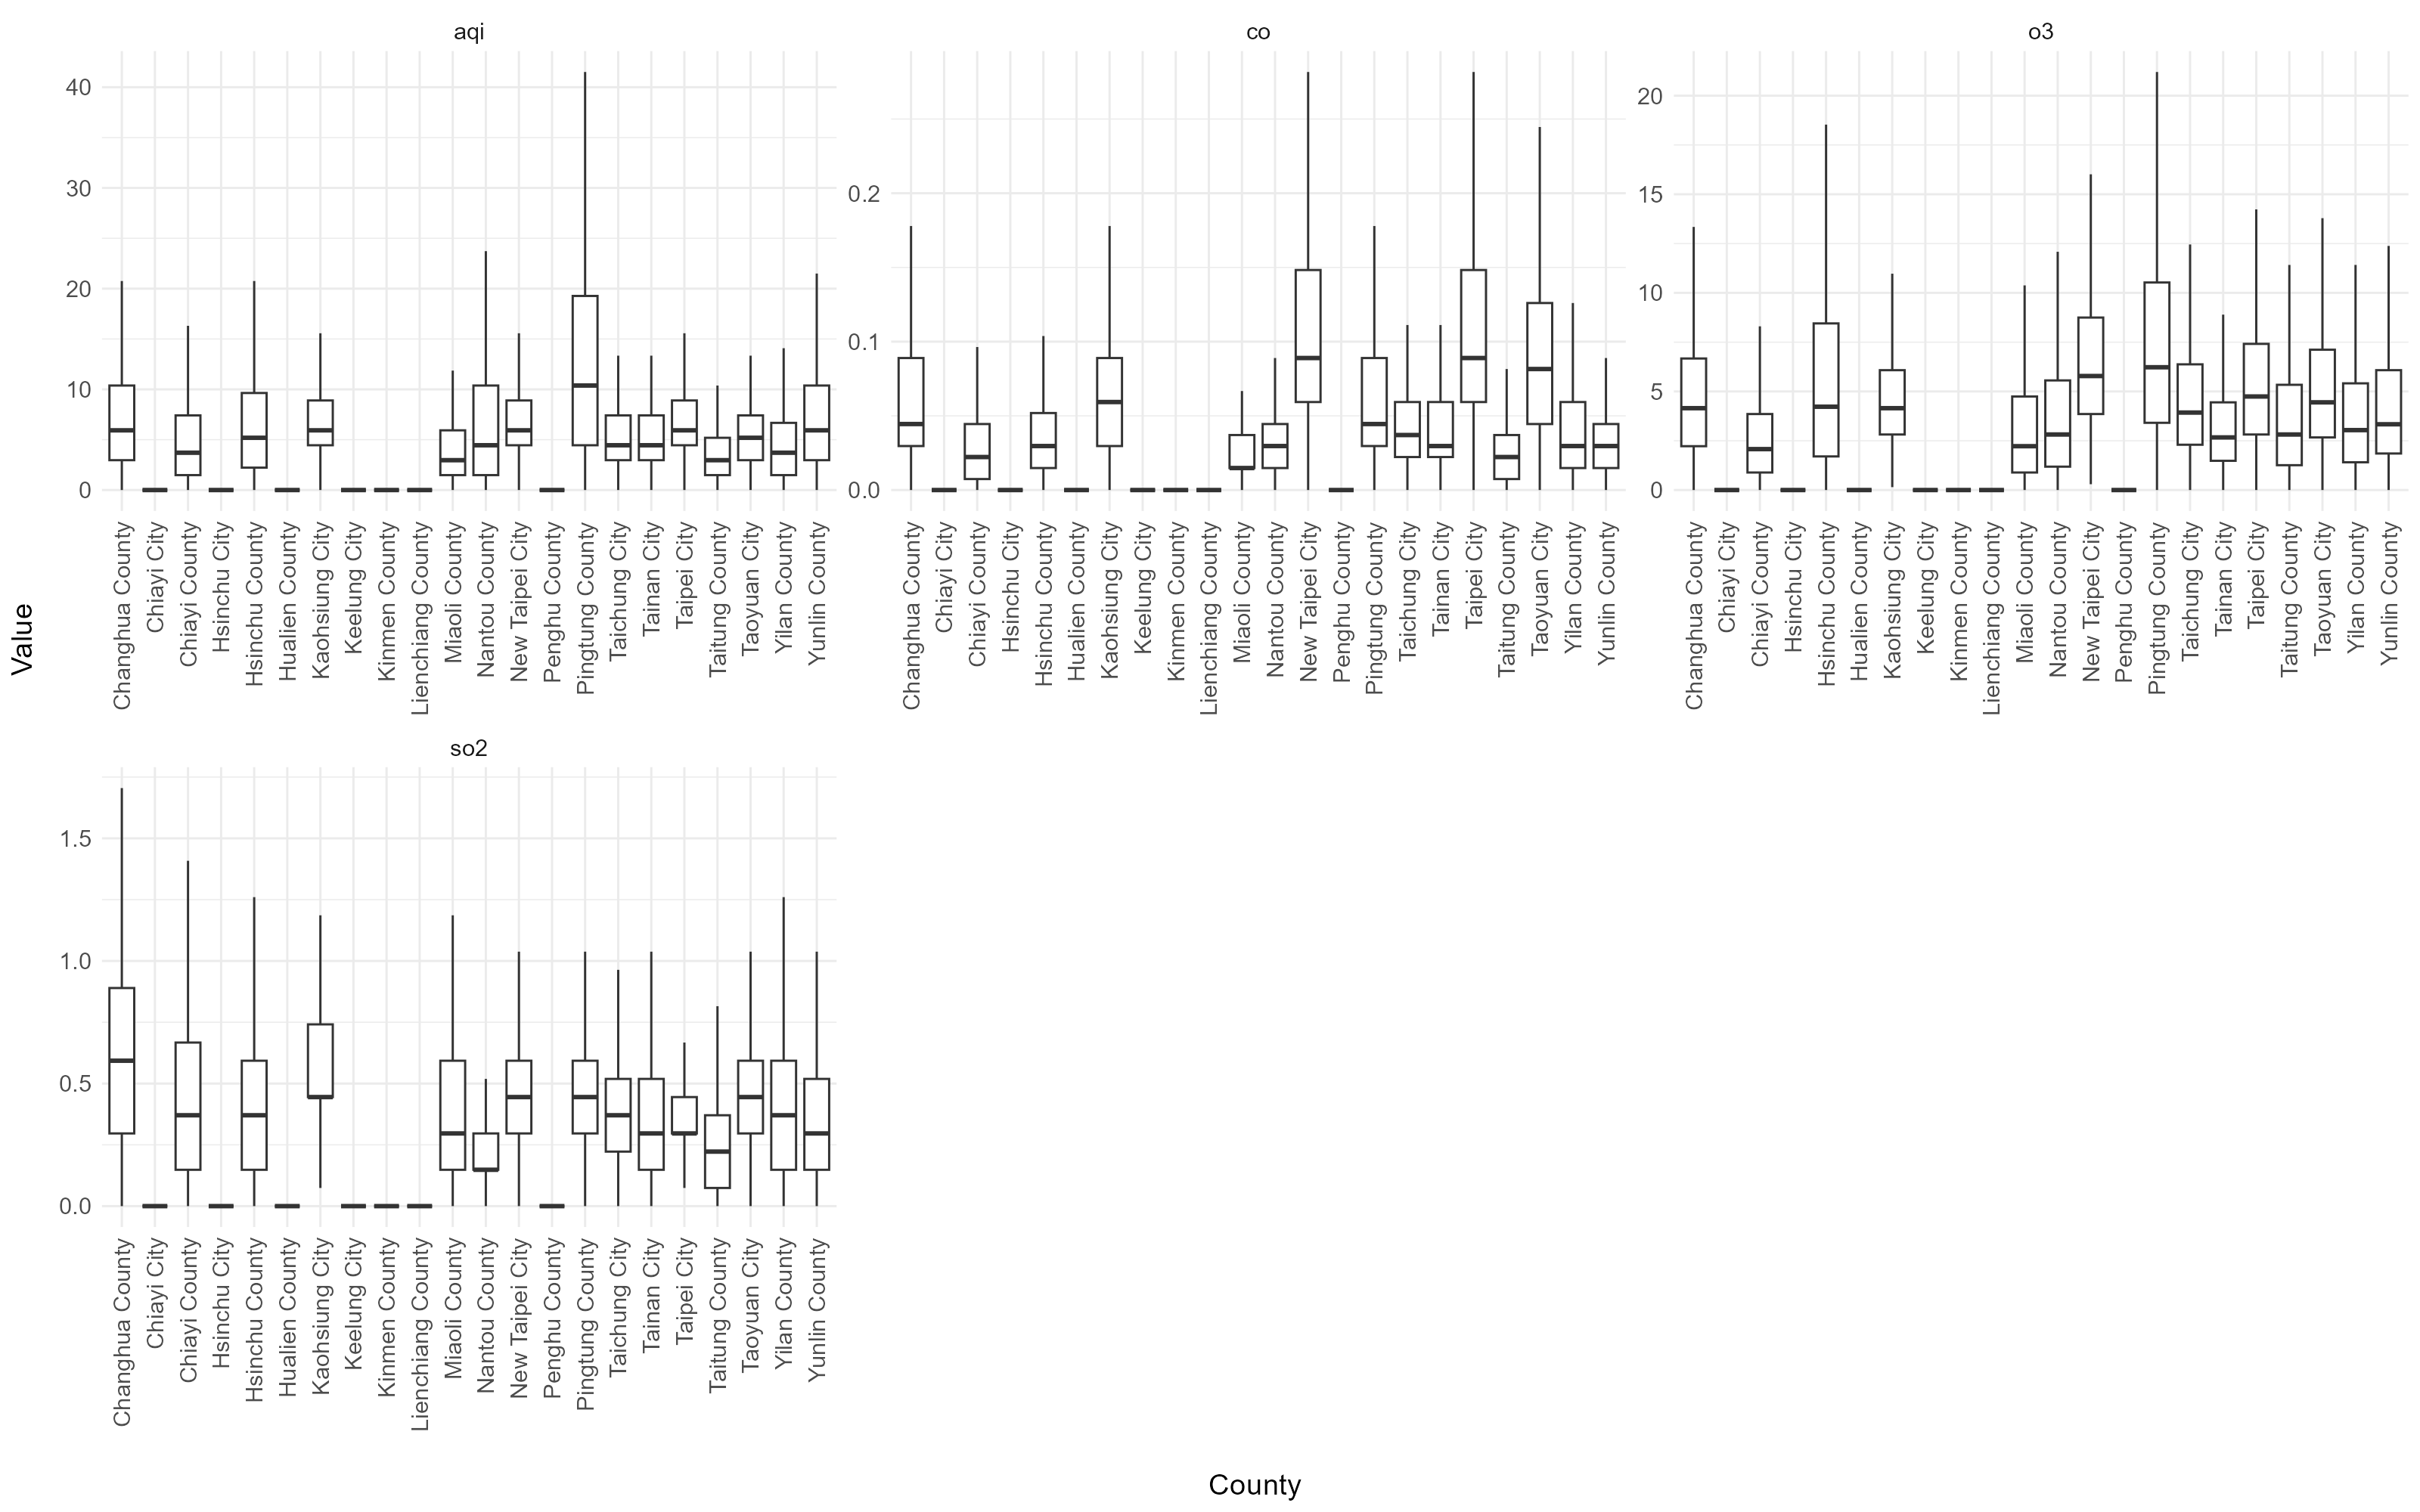 aqi
co
o3
40
30
20
10
0
0.2
0.1
0.0
20
15
10
5
0
Changhua County
Chiayi City
Chiayi County
Hsinchu City
Hsinchu County
Hualien County
Kaohsiung City
Keelung City
Kinmen County
Lienchiang County
Miaoli County
Nantou County
New Taipei City
Penghu County
Pingtung County
Taichung City
Tainan City
Taipei City
Taitung County
Taoyuan City
Yilan County
Yunlin County
Changhua County
Chiayi City
Chiayi County
Hsinchu City
Hsinchu County
Hualien County
Kaohsiung City
Keelung City
Kinmen County
Lienchiang County
Miaoli County
Nantou County
New Taipei City
Penghu County
Pingtung County
Taichung City
Tainan City
Taipei City
Taitung County
Taoyuan City
Yilan County
Yunlin County
Changhua County
Chiayi City
Chiayi County
Hsinchu City
Hsinchu County
Hualien County
Kaohsiung City
Keelung City
Kinmen County
Lienchiang County
Miaoli County
Nantou County
New Taipei City
Penghu County
Pingtung County
Taichung City
Tainan City
Taipei City
Taitung County
Taoyuan City
Yilan County
Yunlin County
Value
so2
1.5
1.0
0.5
0.0
Changhua County
Chiayi City
Chiayi County
Hsinchu City
Hsinchu County
Hualien County
Kaohsiung City
Keelung City
Kinmen County
Lienchiang County
Miaoli County
Nantou County
New Taipei City
Penghu County
Pingtung County
Taichung City
Tainan City
Taipei City
Taitung County
Taoyuan City
Yilan County
Yunlin County
County